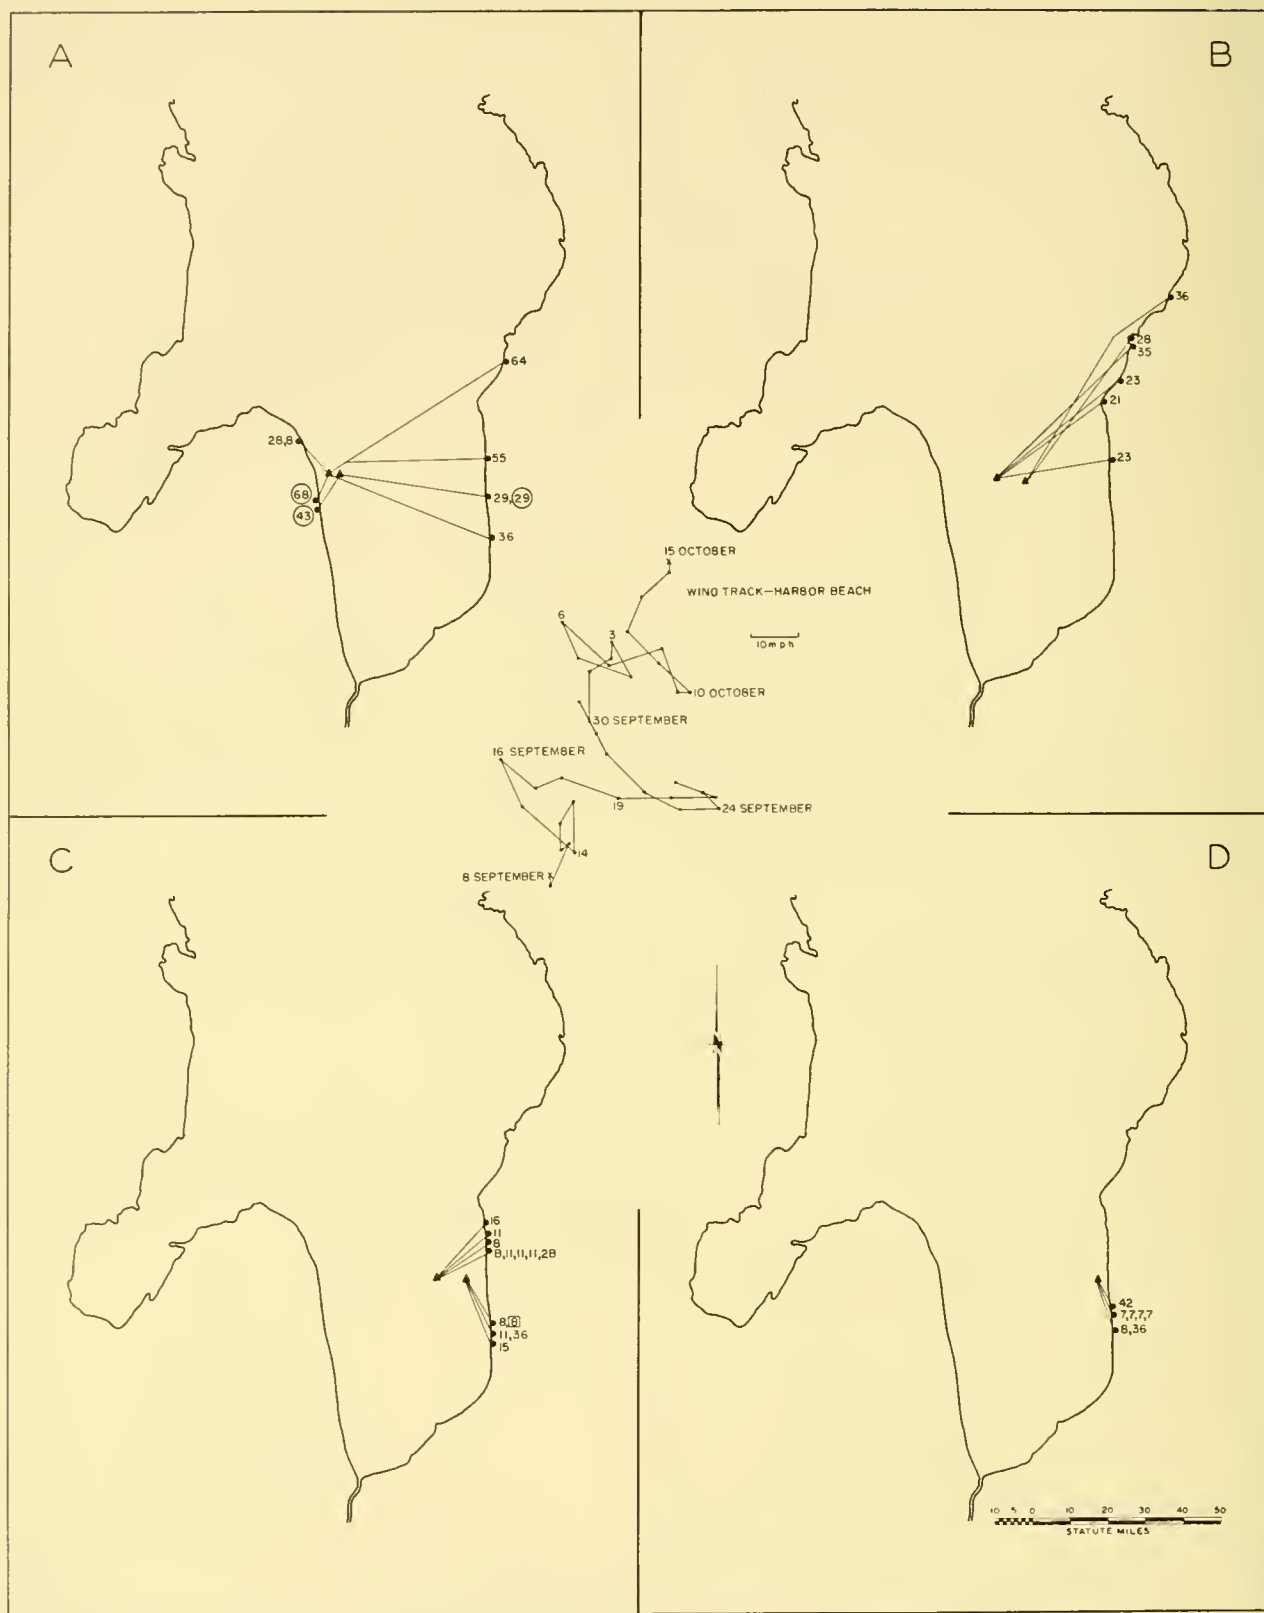 A
B
64
55
28,8
68
29,29
43
36
36
28
35
23
21
23
15 OCTOBER
WIND TRACK—HARBOR BEACH
10 mph
6
3
10 OCTOBER
30 SEPTEMBER
16 SEPTEMBER
19
24 SEPTEMBER
14
8 SEPTEMBER
C
D
16
11
8
8,11,11,11,28
8,8
11,36
15
42
7,7,7,7
8,36
10 5 0 10 20 30 40 50
STATUTE MILES